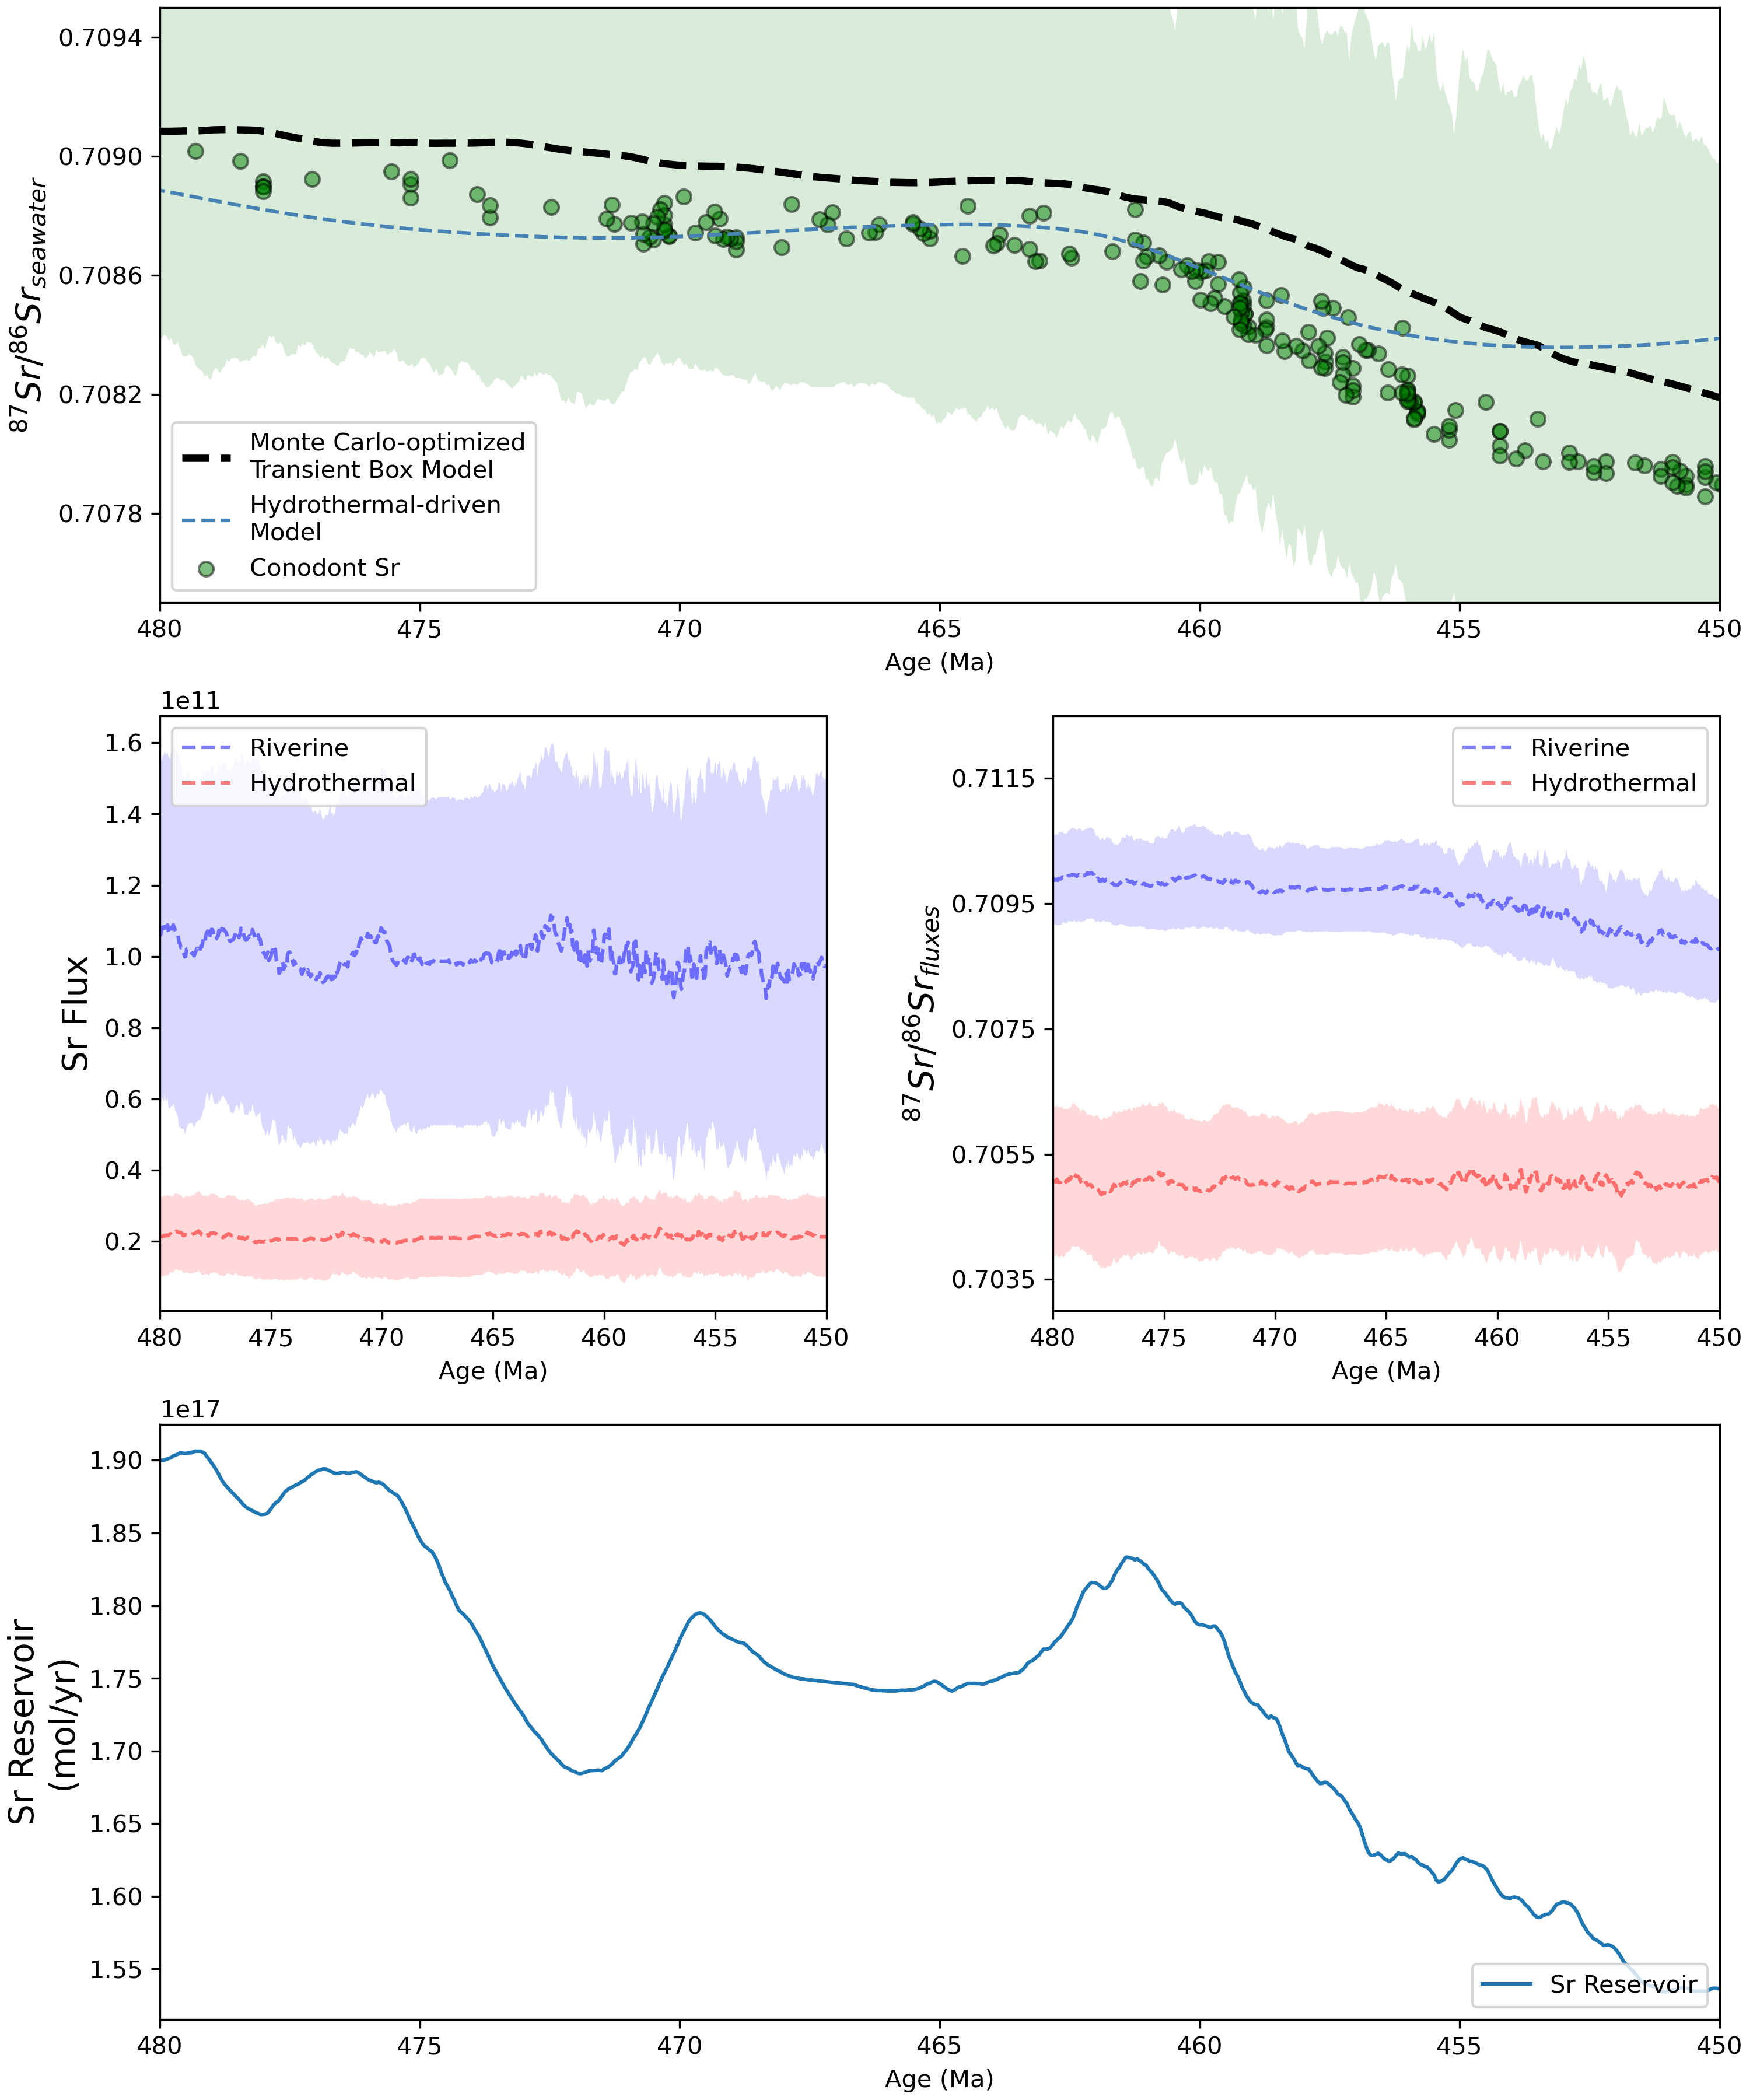 0.7094
0.7090
0.7086
0.7082
0.7078
87Sr/86Srseawater
Monte Carlo-optimized
Transient Box Model
Hydrothermal-driven
Model
Conodont Sr
480 475 470 465 460 455 450
Age (Ma)
1e11
1.6
1.4
1.2
1.0
0.8
0.6
0.4
0.2
Sr Flux
Riverine
Hydrothermal
480 475 470 465 460 455 450
Age (Ma)
0.7115
0.7095
0.7075
0.7055
0.7035
87Sr/86Srfluxes
Riverine
Hydrothermal
480 475 470 465 460 455 450
Age (Ma)
1e17
1.90
1.85
1.80
1.75
1.70
1.65
1.60
1.55
Sr Reservoir
(mol/yr)
Sr Reservoir
480 475 470 465 460 455 450
Age (Ma)